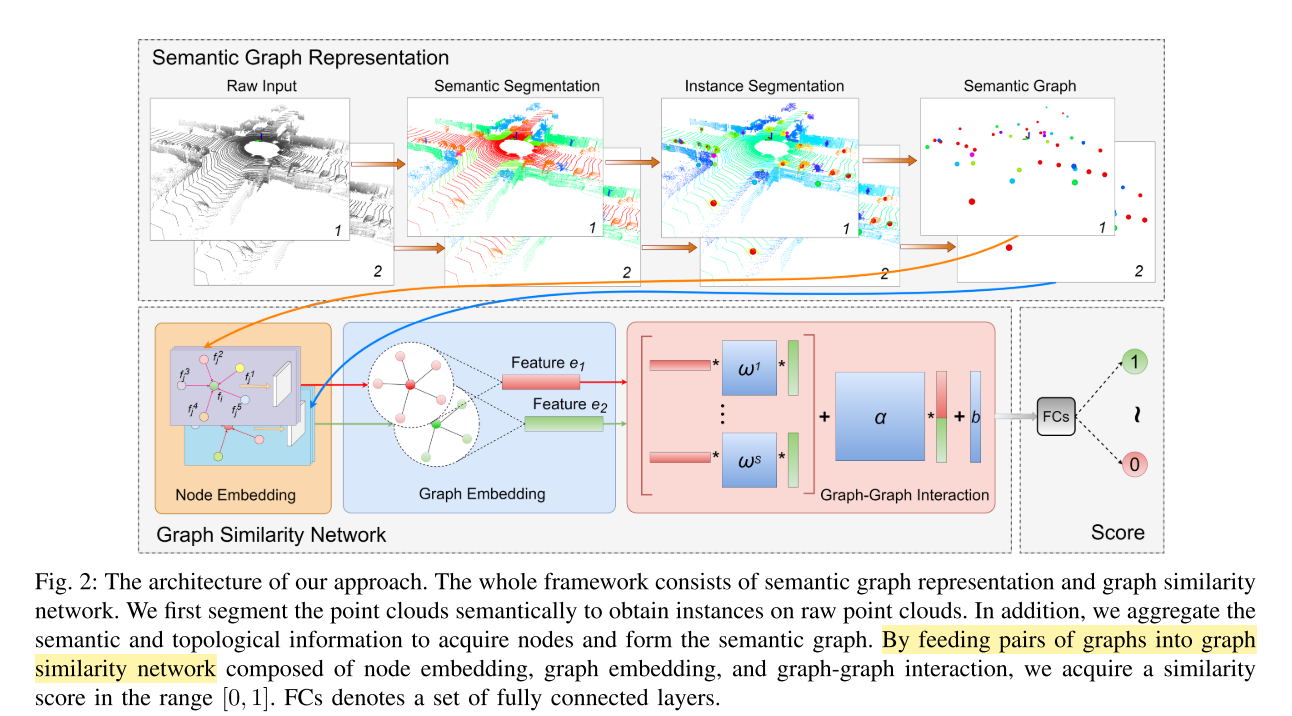 Semantic Graph Representation
Raw Input
Semantic Segmentation
Instance Segmentation
Semantic Graph
1
1
1
1
2
2
2
2
f_j^2
f_j^3
f_j^1
f_i
f_j^4
f_j^5
Node Embedding
Feature e_1
Feature e_2
Graph Embedding
* ω^1 *
⋮
* ω^s *
+ α * + b
Graph-Graph Interaction
Graph Similarity Network
FCs
1
≀
0
Score
Fig. 2: The architecture of our approach. The whole framework consists of semantic graph representation and graph similarity
network. We first segment the point clouds semantically to obtain instances on raw point clouds. In addition, we aggregate the
semantic and topological information to acquire nodes and form the semantic graph. By feeding pairs of graphs into graph
similarity network composed of node embedding, graph embedding, and graph-graph interaction, we acquire a similarity
score in the range [0, 1]. FCs denotes a set of fully connected layers.